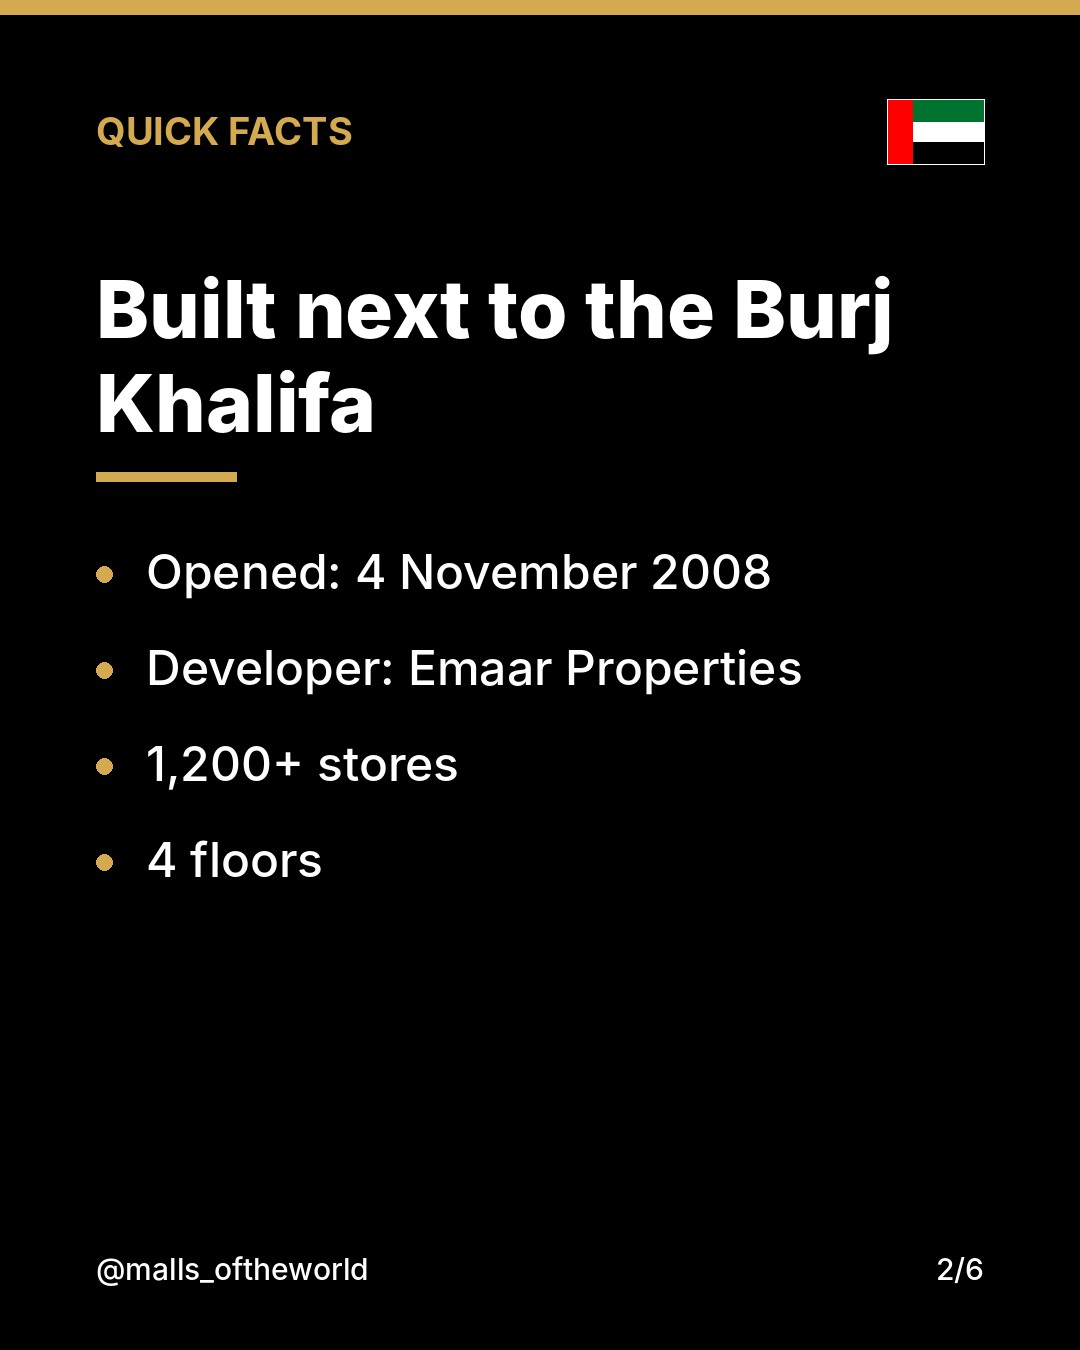 QUICK FACTS
Built next to the Burj
Khalifa
Opened: 4 November 2008
Developer: Emaar Properties
1,200+ stores
4 floors
@malls_oftheworld
2/6